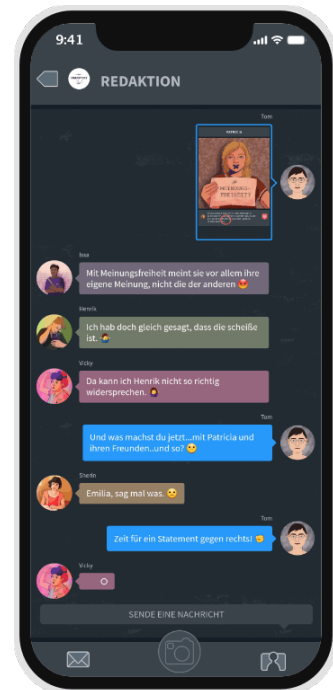 9:41
REDAKTION
Tom
PATRICIA
MEINUNGS-
FREIHEIT?
Mit Meinungsfreiheit meint sie vor allem ihre
eigene Meinung, nicht die der anderen 😡
Henrik
Ich hab doch gleich gesagt, dass die scheiße
ist. 🤷‍♂️
Vicky
Da kann ich Henrik nicht so richtig
widersprechen.
Tom
Und was machst du jetzt...mit Patricia und
ihren Freunden..und so? 😬
Sherin
Emilia, sag mal was. 😕
Tom
Zeit für ein Statement gegen rechts! ✊
Vicky
SENDE EINE NACHRICHT